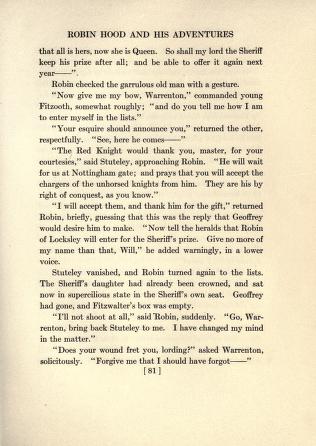 ROBIN HOOD AND HIS ADVENTURES
that all is hers, now she is Queen. So shall my lord the Sheriff
keep his prize after all; and be able to offer it again next
year——"
Robin checked the garrulous old man with a gesture.
"Now give me my bow, Warrenton," commanded young
Fitzooth, somewhat roughly; "and do you tell me how I am
to enter myself in the lists."
"Your esquire should announce you," returned the other,
respectfully. "See, here he comes——"
"The Red Knight would thank you, master, for your
courtesies," said Stuteley, approaching Robin. "He will wait
for us at Nottingham gate; and prays that you will accept the
chargers of the unhorsed knights from him. They are his by
right of conquest, as you know."
"I will accept them, and thank him for the gift," returned
Robin, briefly, guessing that this was the reply that Geoffrey
would desire him to make. "Now tell the heralds that Robin
of Locksley will enter for the Sheriff's prize. Give no more of
my name than that, Will," he added warningly, in a lower
voice.
Stuteley vanished, and Robin turned again to the lists.
The Sheriff's daughter had already been crowned, and sat
now in supercilious state in the Sheriff's own seat. Geoffrey
had gone, and Fitzwalter's box was empty.
"I'll not shoot at all," said Robin, suddenly. "Go, War-
renton, bring back Stuteley to me. I have changed my mind
in the matter."
"Does your wound fret you, lording?" asked Warrenton,
solicitously. "Forgive me that I should have forgot——"
[ 81 ]